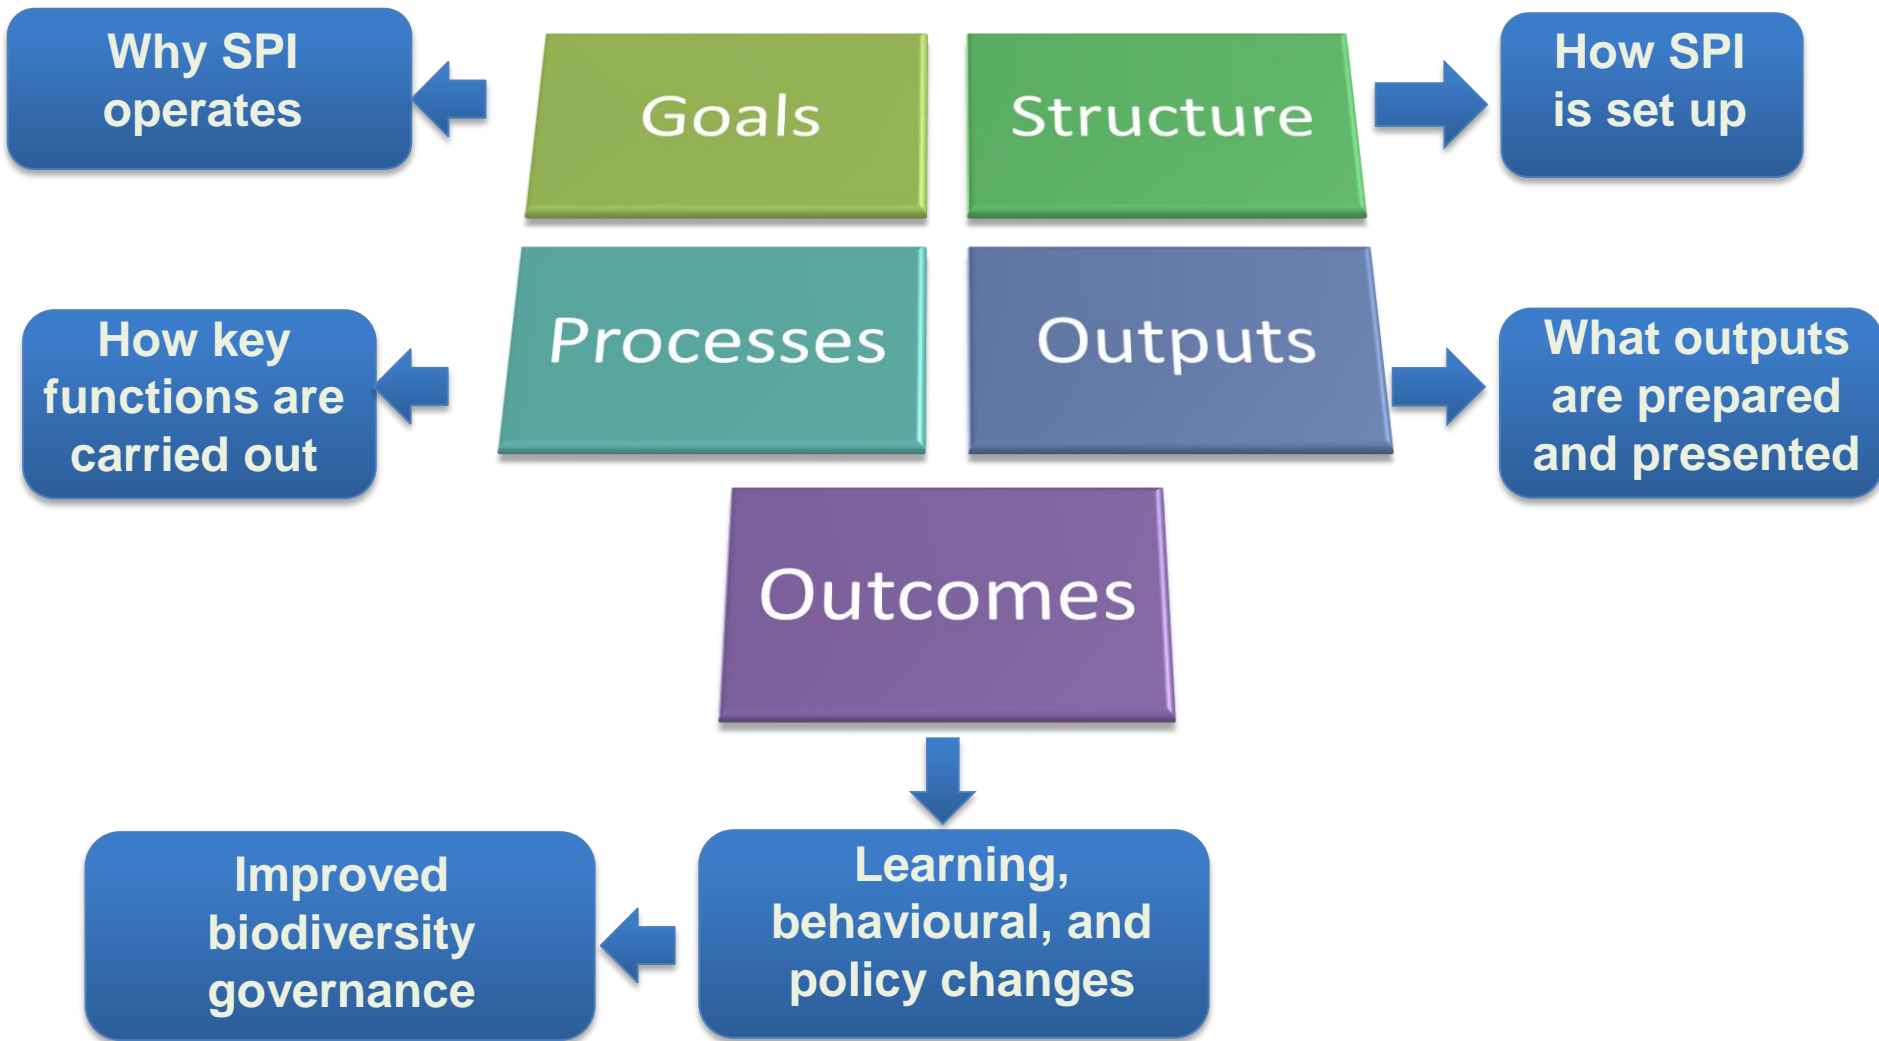 Why SPI
operates
Goals
Structure
How SPI
is set up
How key
functions are
carried out
Processes
Outputs
What outputs
are prepared
and presented
Outcomes
Improved
biodiversity
governance
Learning,
behavioural, and
policy changes